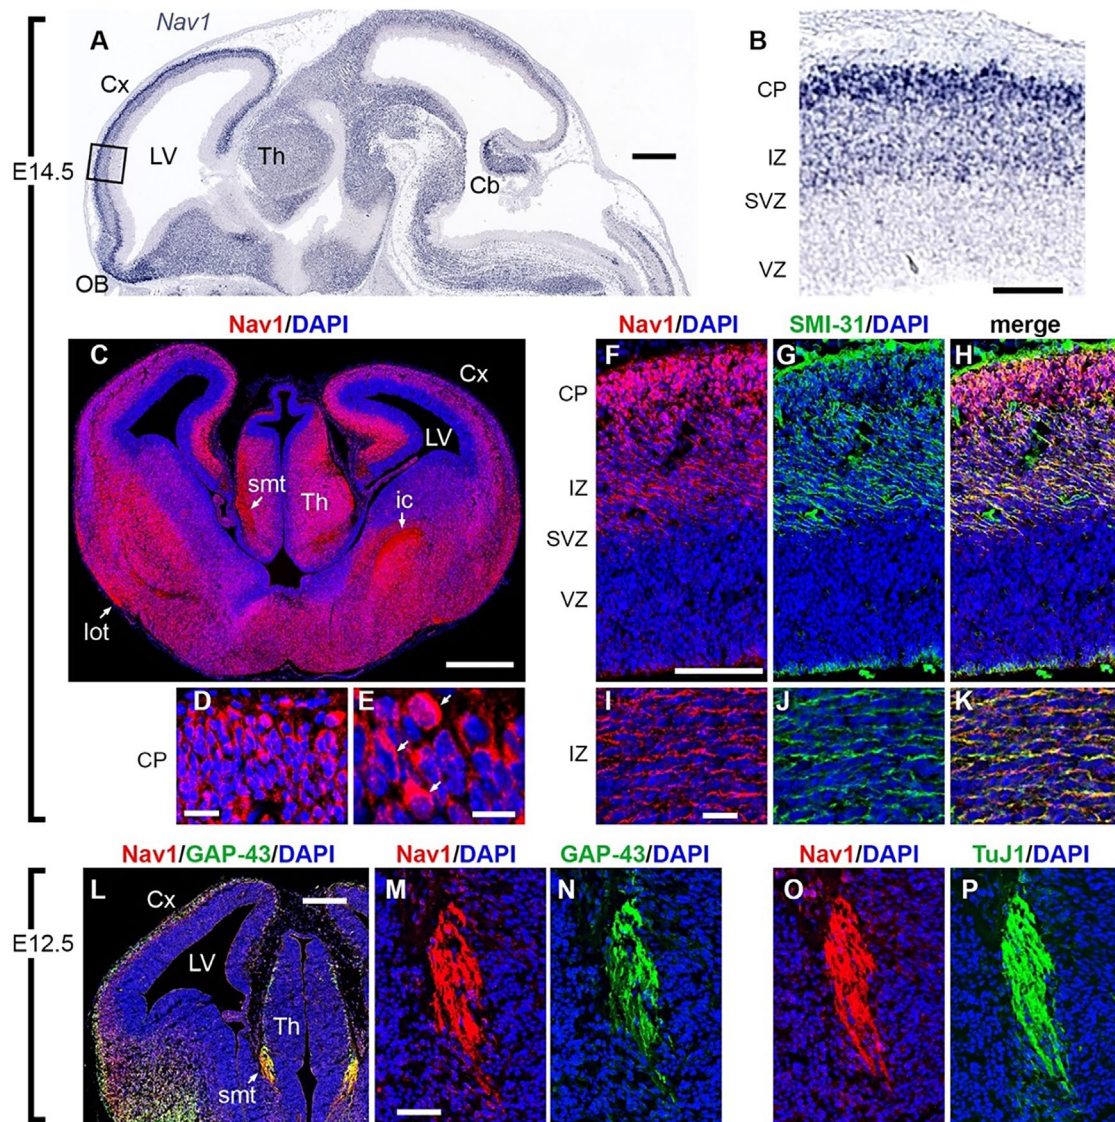 Nav1
A
B
Cx
CP
E14.5
LV
Th
IZ
Cb
SVZ
VZ
OB
Nav1/DAPI
Nav1/DAPI
SMI-31/DAPI
merge
C
Cx
F
G
H
CP
LV
smt
Th
ic
IZ
SVZ
VZ
lot
D
E
I
J
K
CP
IZ
Nav1/GAP-43/DAPI
Nav1/DAPI
GAP-43/DAPI
Nav1/DAPI
TuJ1/DAPI
L
Cx
M
N
O
P
E12.5
LV
Th
smt